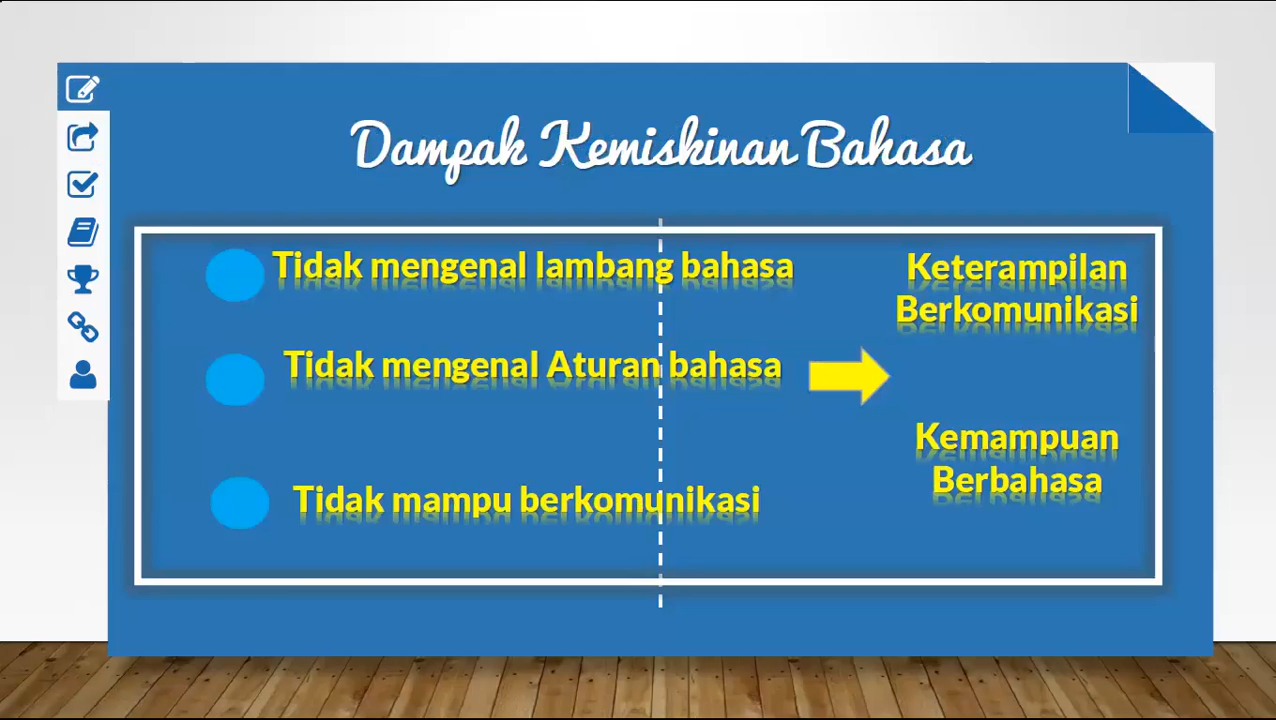 Dampak Kemiskinan Bahasa
Tidak mengenal lambang bahasa
Tidak mengenal Aturan bahasa
Tidak mampu berkomunikasi
Keterampilan
Berkomunikasi
Kemampuan
Berbahasa